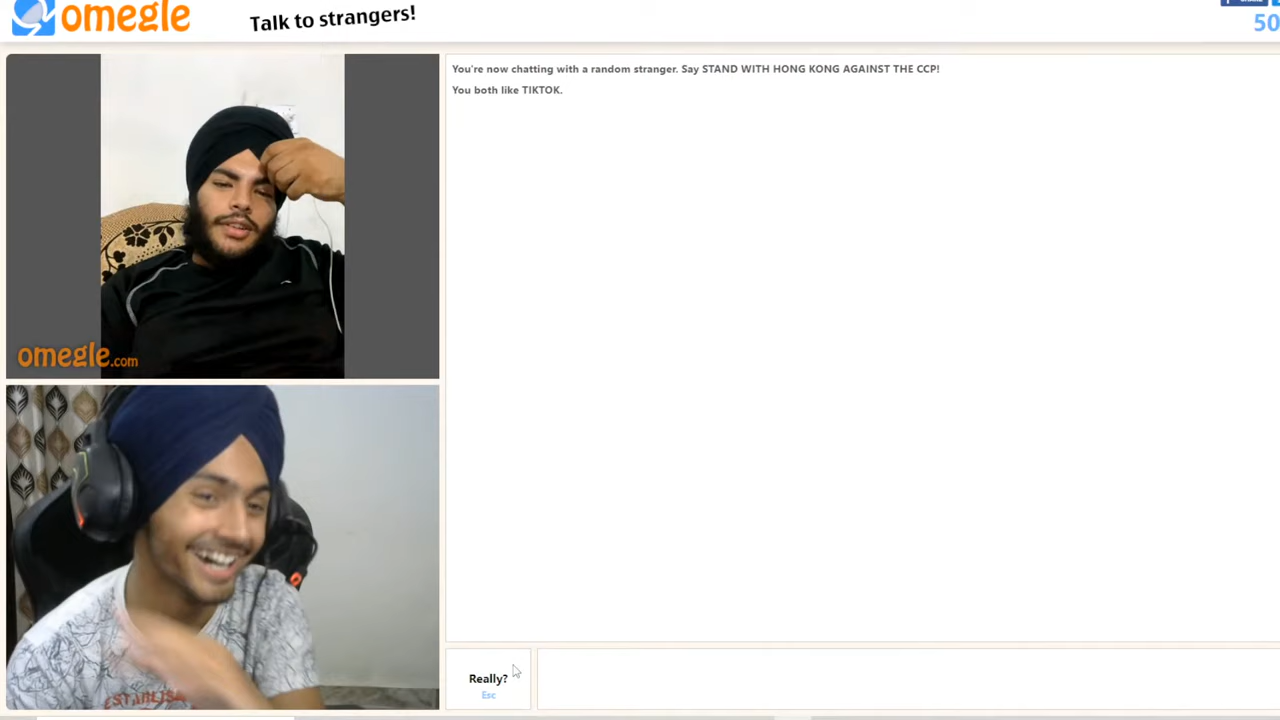 omegle
Talk to strangers!
50
You're now chatting with a random stranger. Say STAND WITH HONG KONG AGAINST THE CCP!
You both like TIKTOK.
omegle.com
Really?
Esc